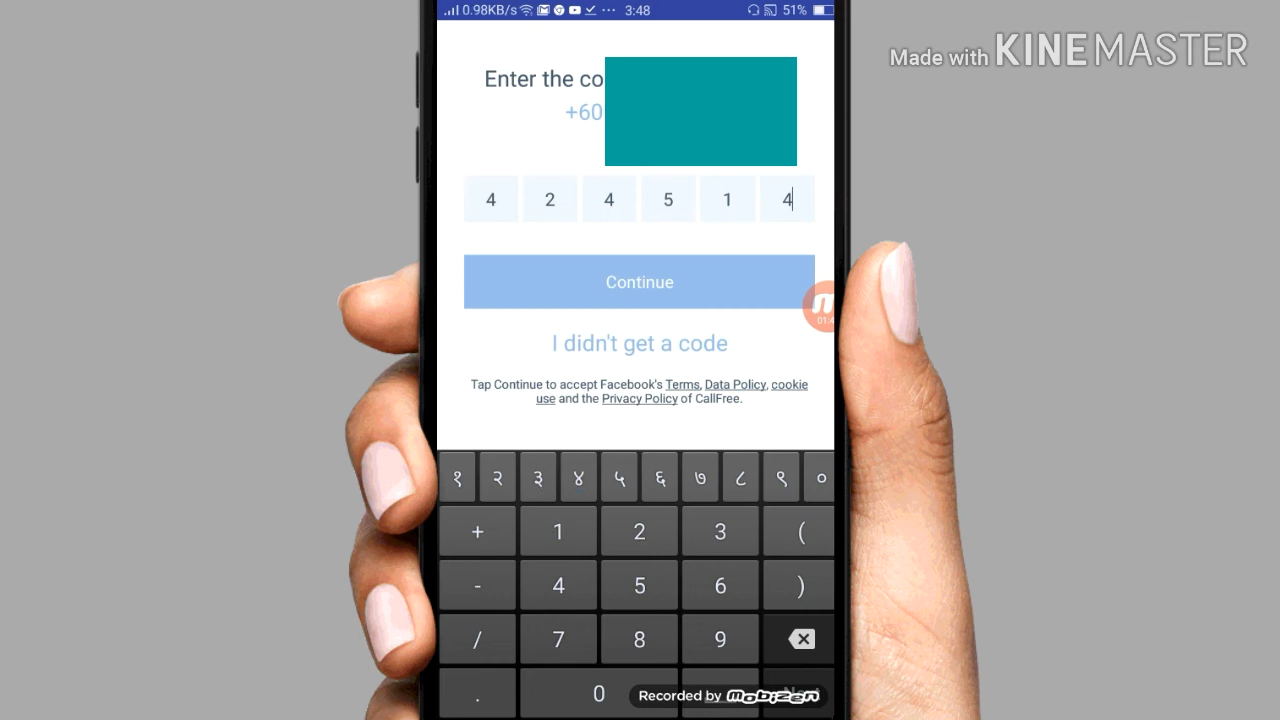 0.98KB/s 3:48 51%
Made with KINEMASTER
Enter the co
+60
4 2 4 5 1 4
Continue
01:4
I didn't get a code
Tap Continue to accept Facebook's Terms, Data Policy, cookie
use and the Privacy Policy of CallFree.
१ २ ३ ४ ५ ६ ७ ८ ९ ०
+ 1 2 3 (
- 4 5 6 )
/ 7 8 9
. 0
Recorded by mobizen